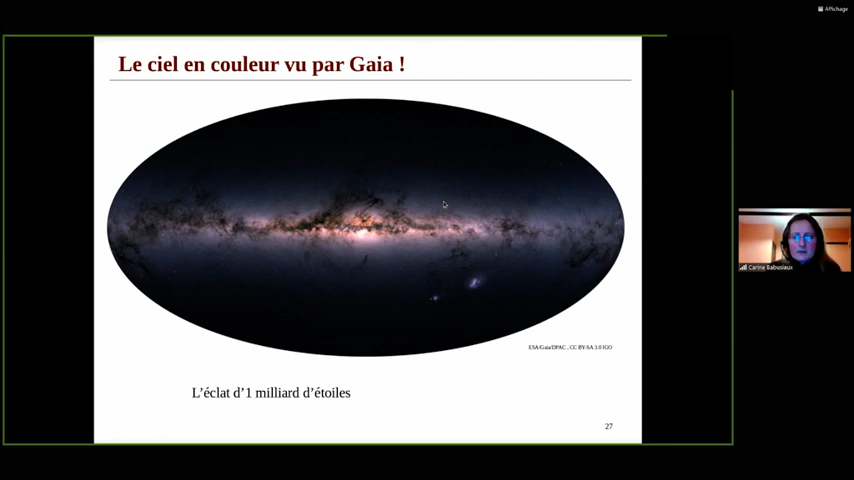 Affichage
Le ciel en couleur vu par Gaia !
Carine Babusiaux
ESA/Gaia/DPAC , CC BY-SA 3.0 IGO
L'éclat d'1 milliard d'étoiles
27